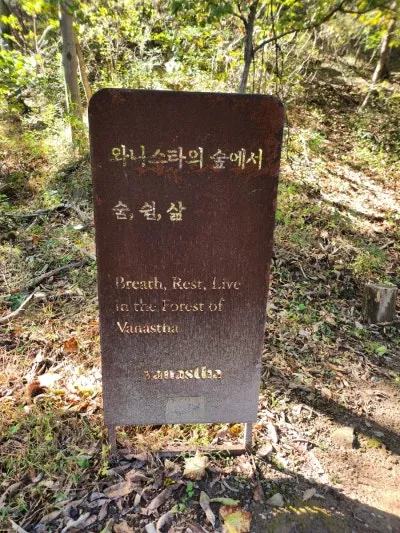 와나스타의 숲에서
숨, 쉼, 삶
Breath, Rest, Live
in the Forest of
Vanastha
vanastha